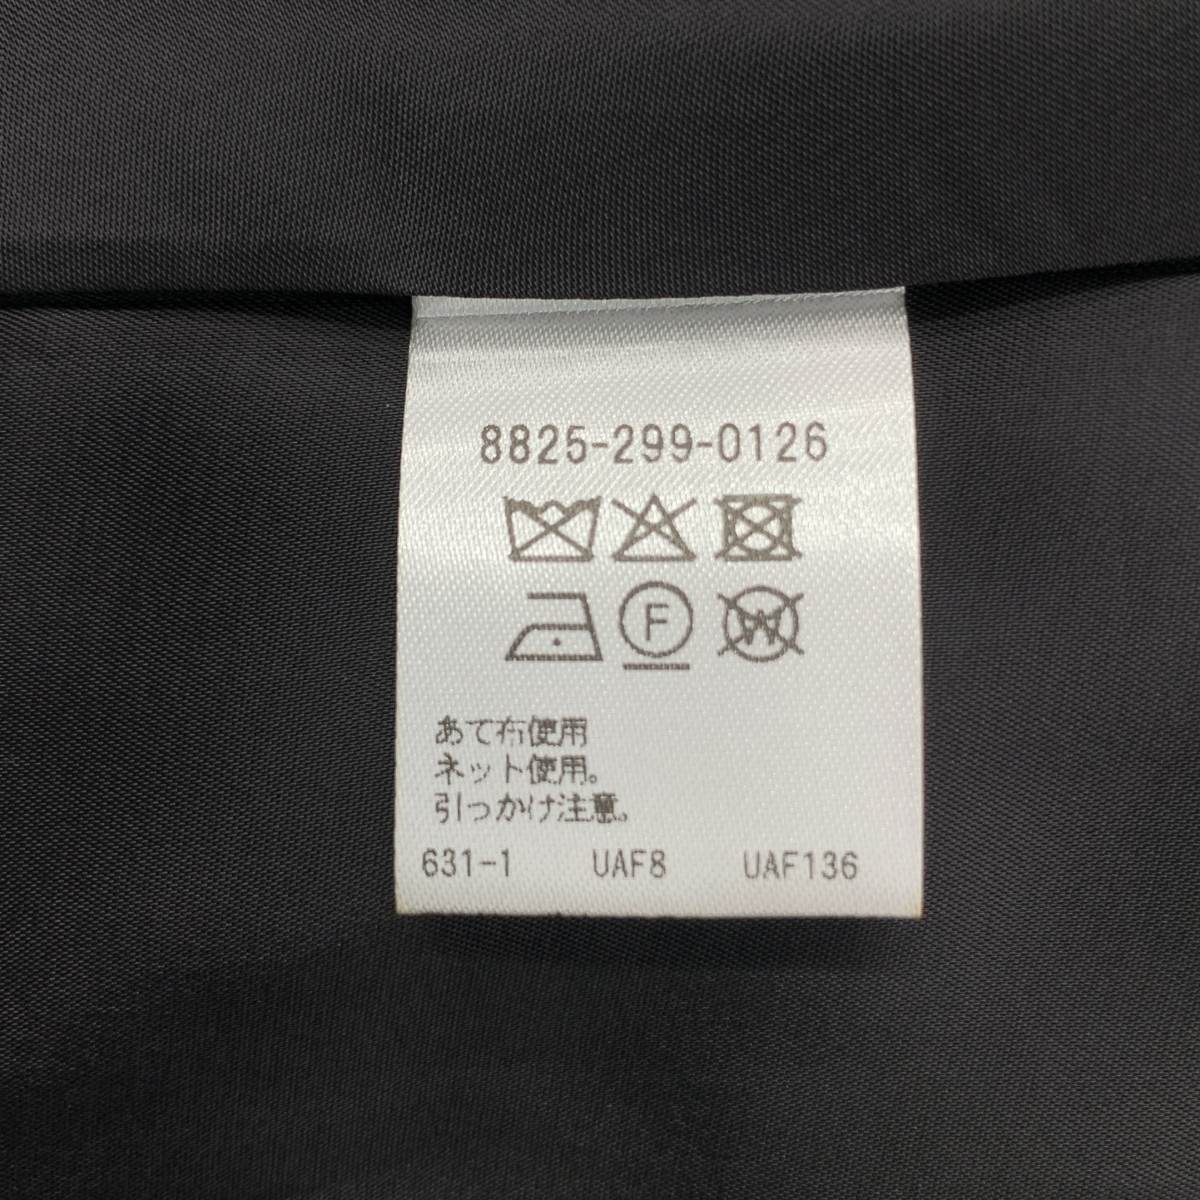 8825-299-0126
F W
あて布使用
ネット使用。
引っかけ注意。
631-1 UAF8 UAF136